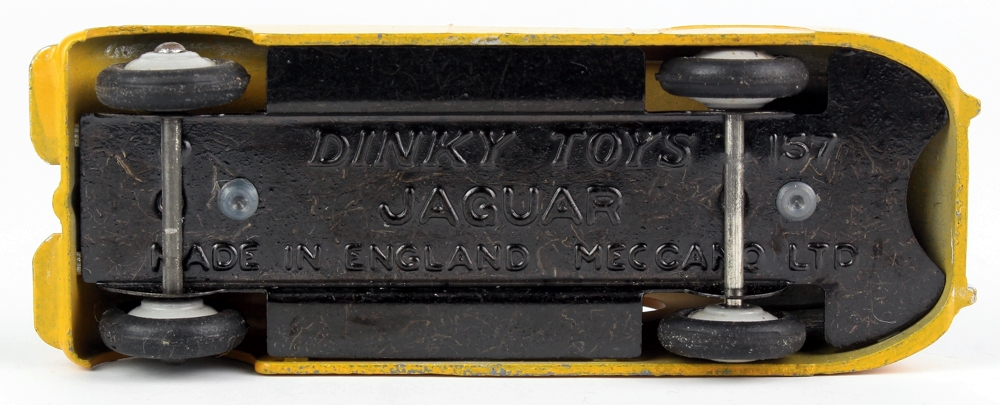 DINKY TOYS 157
JAGUAR
MADE IN ENGLAND MECCANO LTD